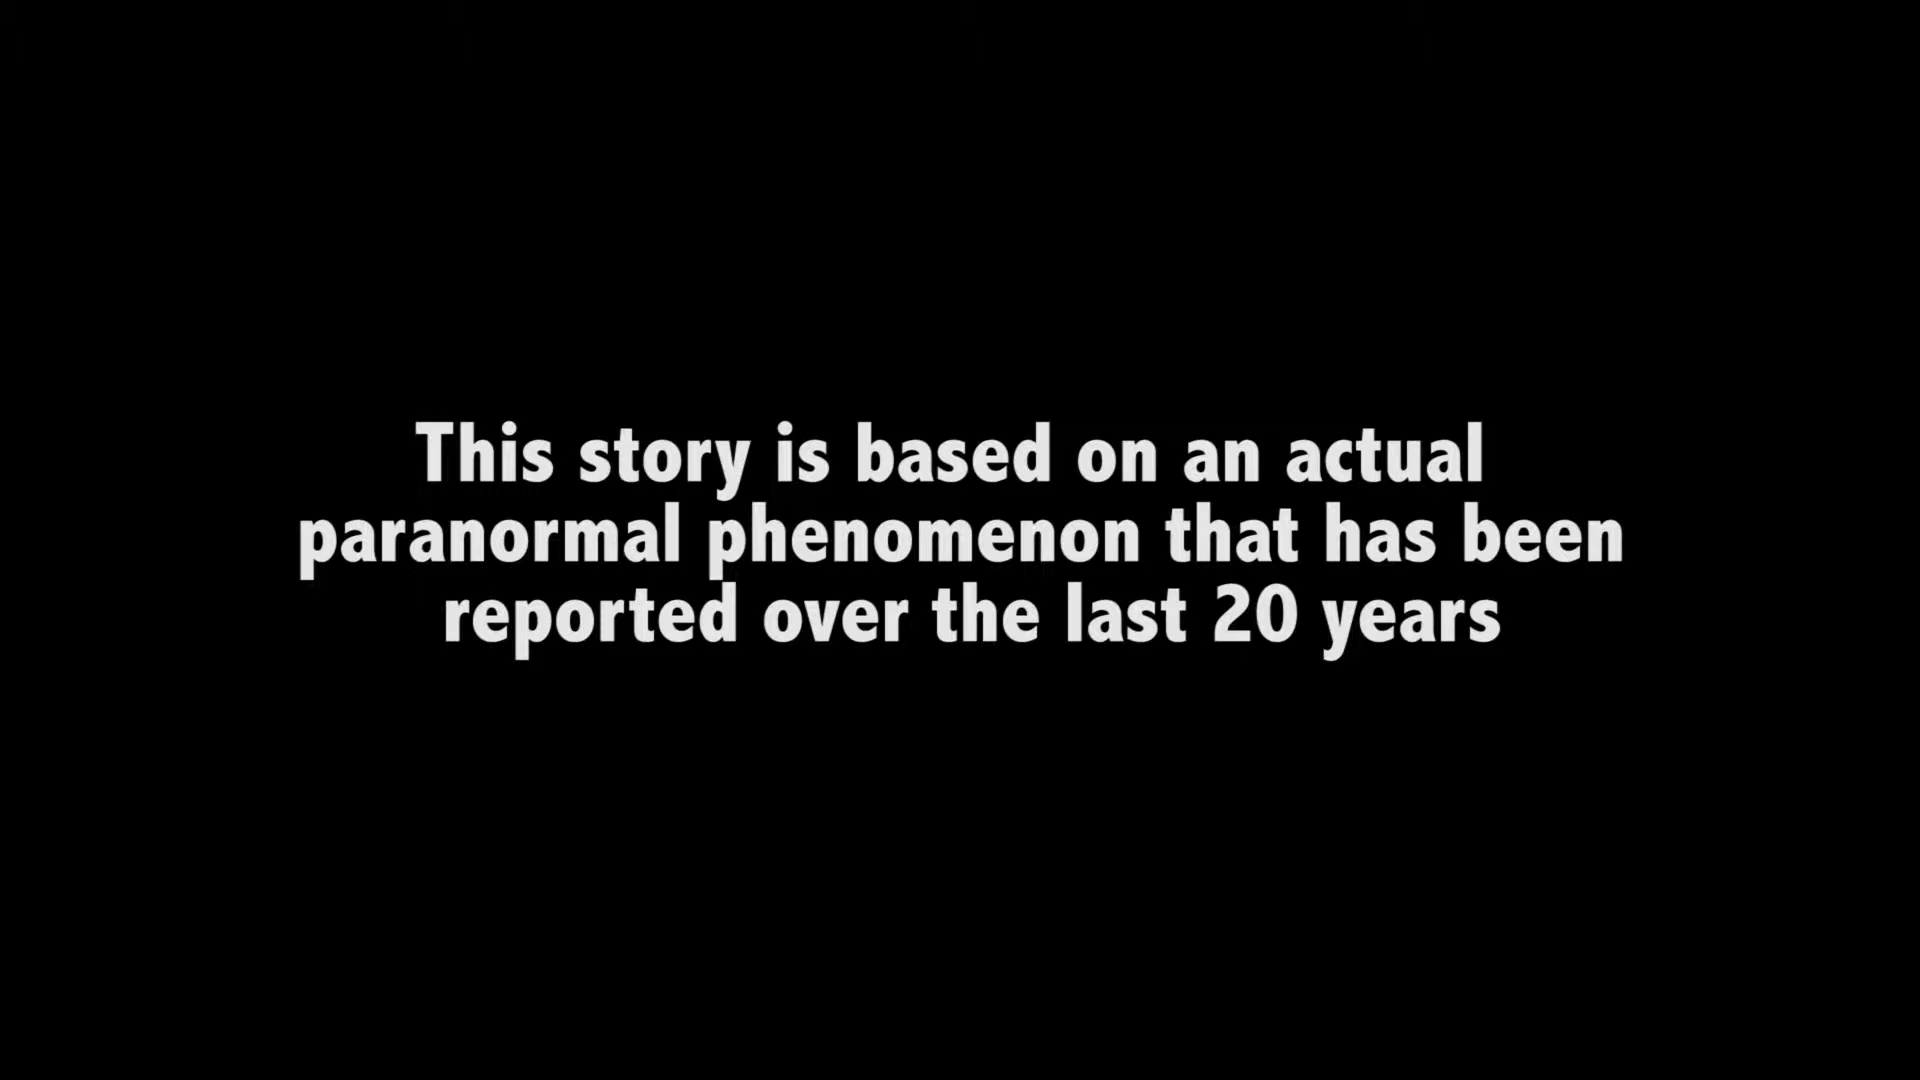 This story is based on an actual
paranormal phenomenon that has been
reported over the last 20 years